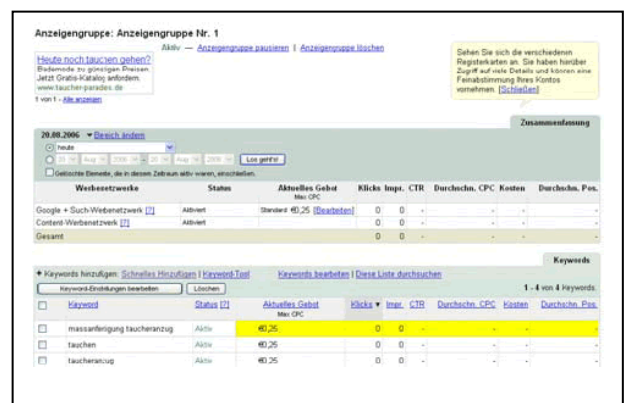 Anzeigengruppe: Anzeigengruppe Nr. 1
Aktiv — Anzeigengruppe pausieren | Anzeigengruppe löschen
Heute noch tauchen gehen?
Bademode zu günstigen Preisen.
Jetzt Gratis-Katalog anfordern.
www.taucher-parades.de
1 von 1 - Alle anzeigen
Sehen Sie sich die verschiedenen
Registerkarten an. Sie haben hierüber
Zugriff auf viele Details und können eine
Feinabstimmung Ihres Kontos
vornehmen. [Schließen]
Zusammenfassung
20.08.2006 ▼ Bereich ändern
heute
20 Aug 2006 - 20 Aug 2006 Los geht's!
Gelöschte Elemente, die in diesem Zeitraum aktiv waren, einschließen.
Werbenetzwerke Status Aktuelles Gebot Klicks Impr. CTR Durchschn. CPC Kosten Durchschn. Pos.
Max CPC
Google + Such-Werbenetzwerk [?] Aktiviert Standard €0,25 [Bearbeiten] 0 0 - - - -
Content-Werbenetzwerk [?] Aktiviert 0 0 - - - -
Gesamt 0 0 - - - -
Keywords
+ Keywords hinzufügen: Schnelles Hinzufügen | Keyword-Tool Keywords bearbeiten | Diese Liste durchsuchen
Keyword-Einstellungen bearbeiten Löschen 1 - 4 von 4 Keywords.
Keyword Status [?] Aktuelles Gebot Klicks ▼ Impr. CTR Durchschn. CPC Kosten Durchschn. Pos.
Max CPC
massanferigung taucheranzug Aktiv €0,25 0 0 - - - -
tauchen Aktiv €0,25 0 0 - - - -
taucheranzug Aktiv €0,25 0 0 - - - -